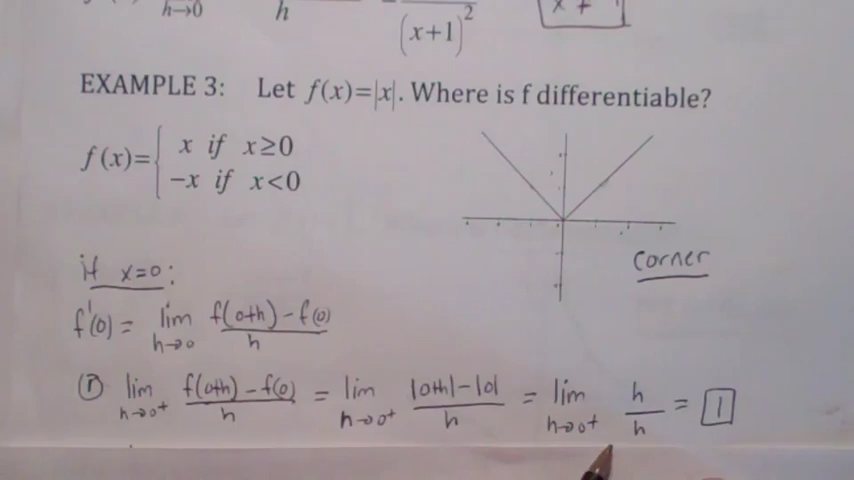 h→0 h (x+1)²
EXAMPLE 3: Let f(x)=|x|. Where is f differentiable?
f(x)={ x if x≥0
-x if x<0
corner
if x=0:
f'(0) = lim h→0 f(0+h) - f(0) / h
(r) lim h→0⁺ f(0+h) - f(0) / h = lim h→0⁺ |0+h| - |0| / h = lim h→0⁺ h / h = 1